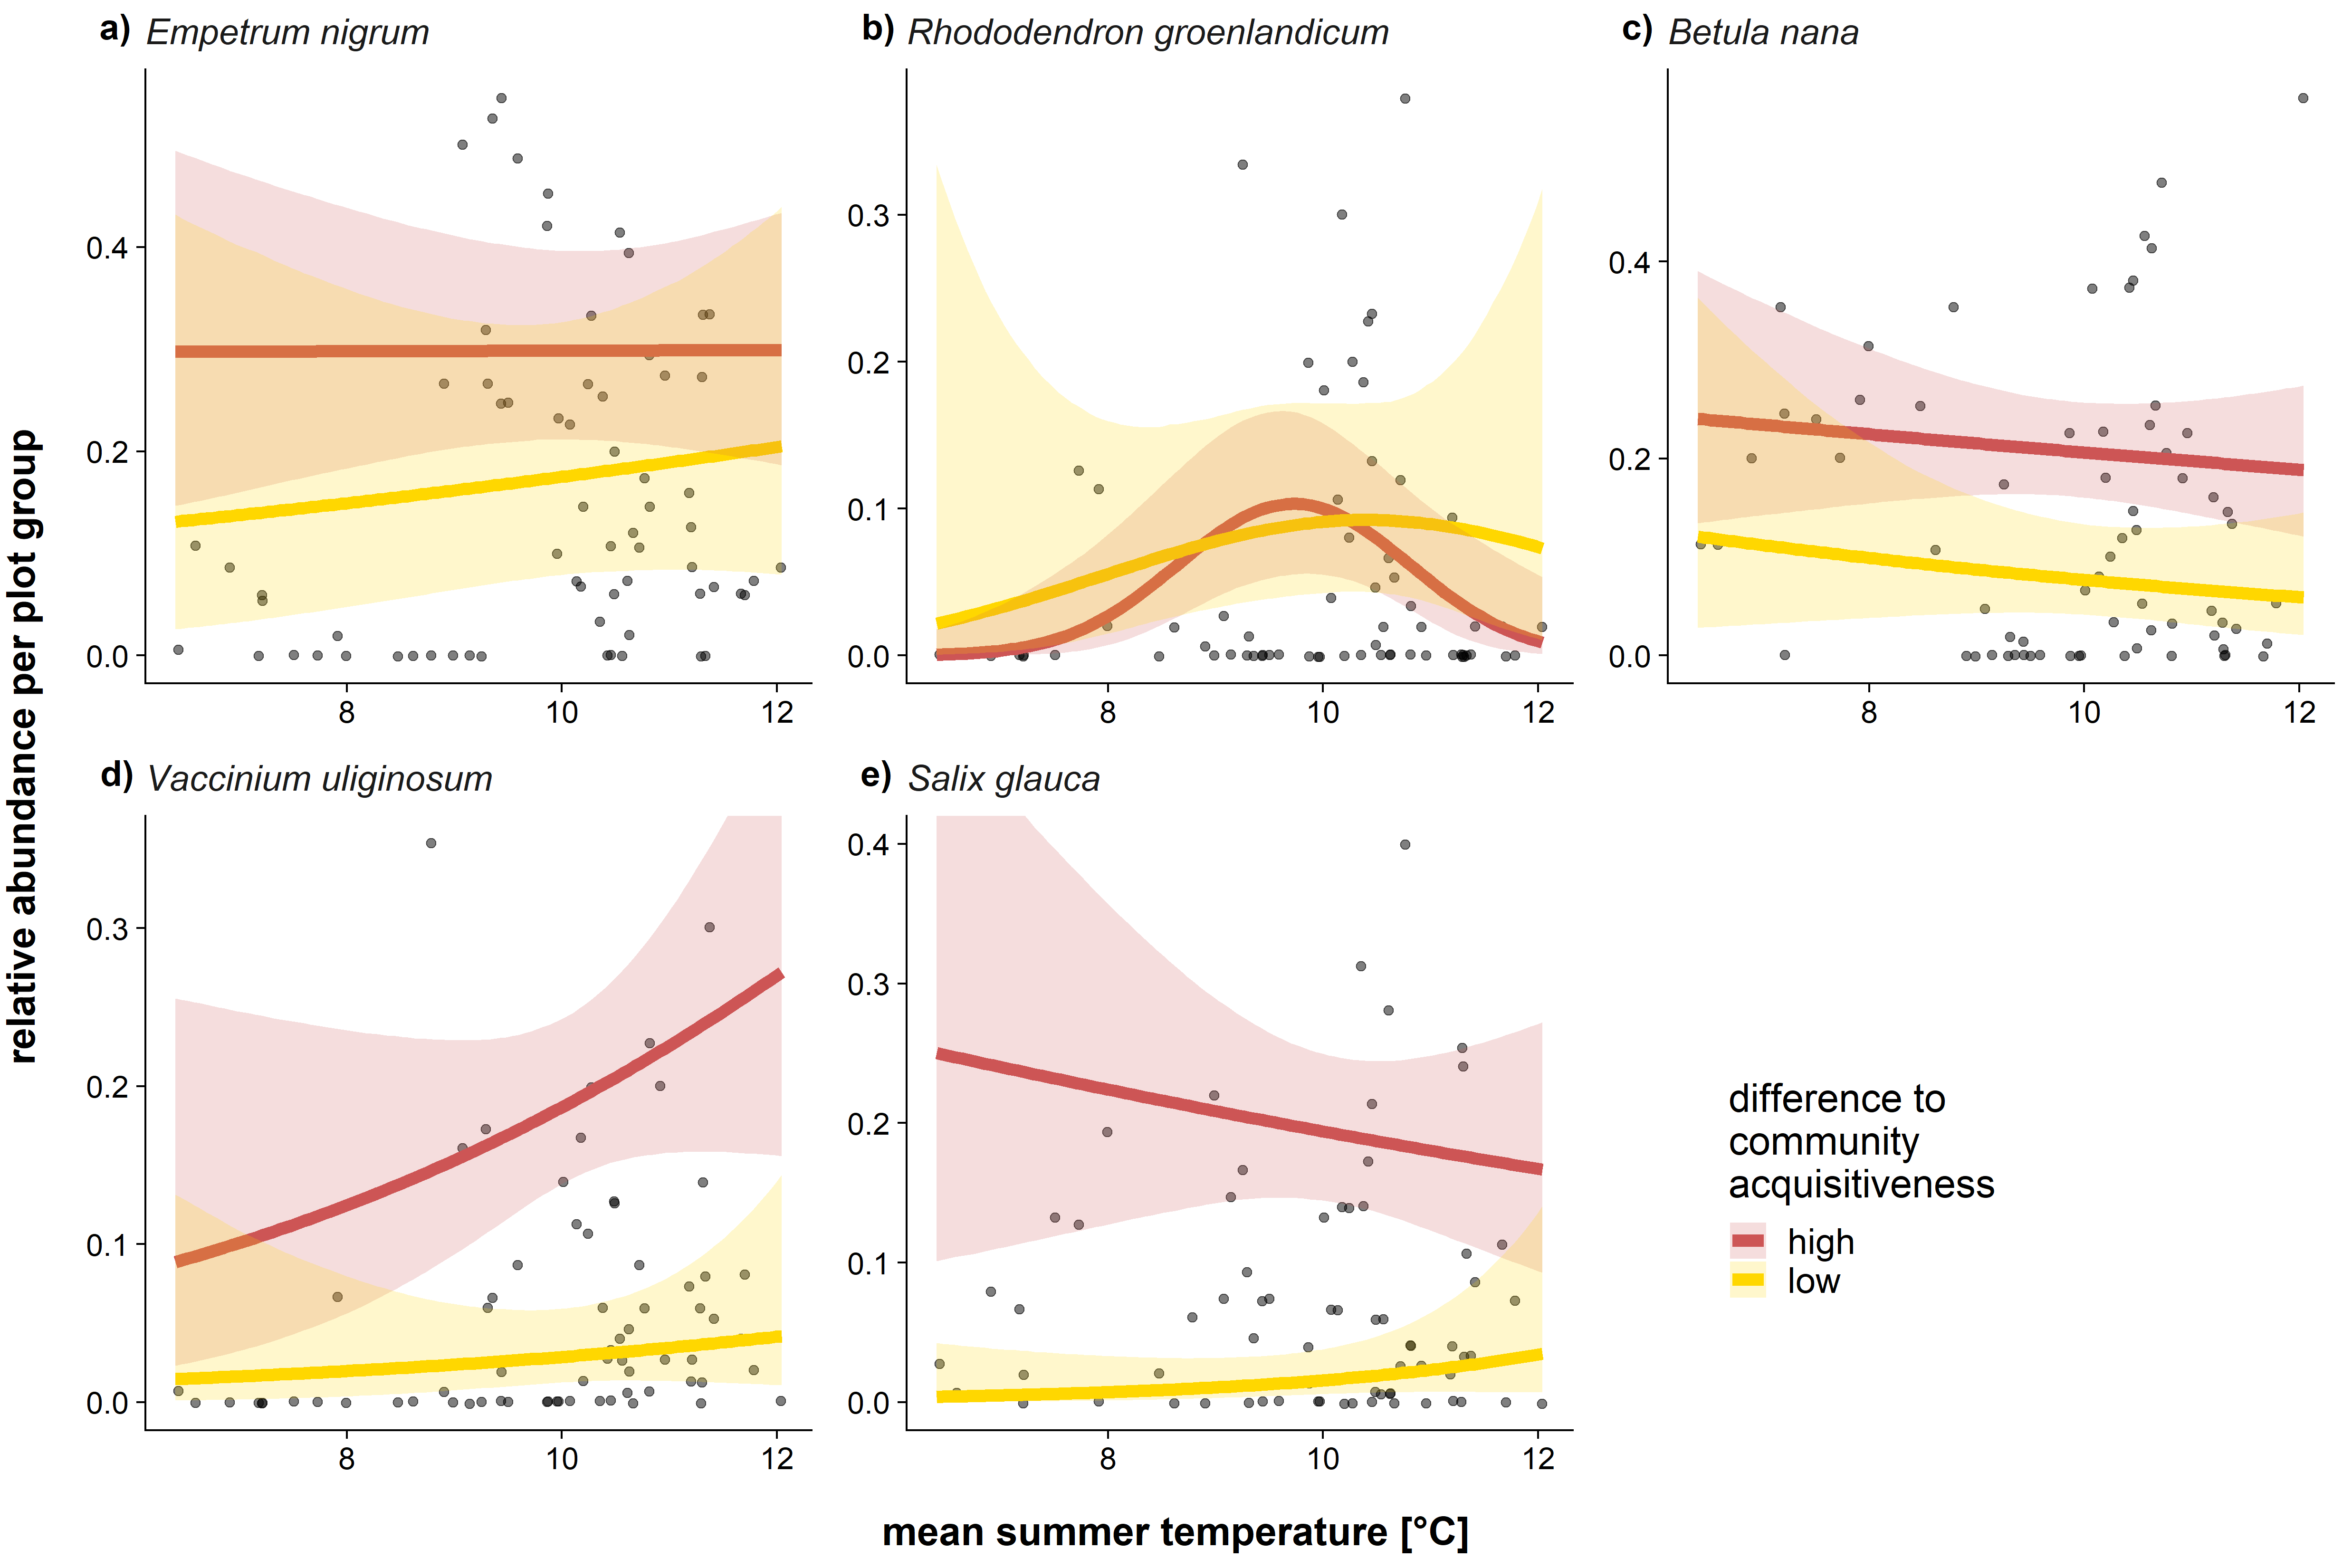 a) Empetrum nigrum
b) Rhododendron groenlandicum
c) Betula nana
0.4
0.2
0.0
8 10 12
0.3
0.2
0.1
0.0
8 10 12
0.4
0.2
0.0
8 10 12
relative abundance per plot group
d) Vaccinium uliginosum
e) Salix glauca
0.3
0.2
0.1
0.0
8 10 12
0.4
0.3
0.2
0.1
0.0
8 10 12
difference to
community
acquisitiveness
high
low
mean summer temperature [°C]